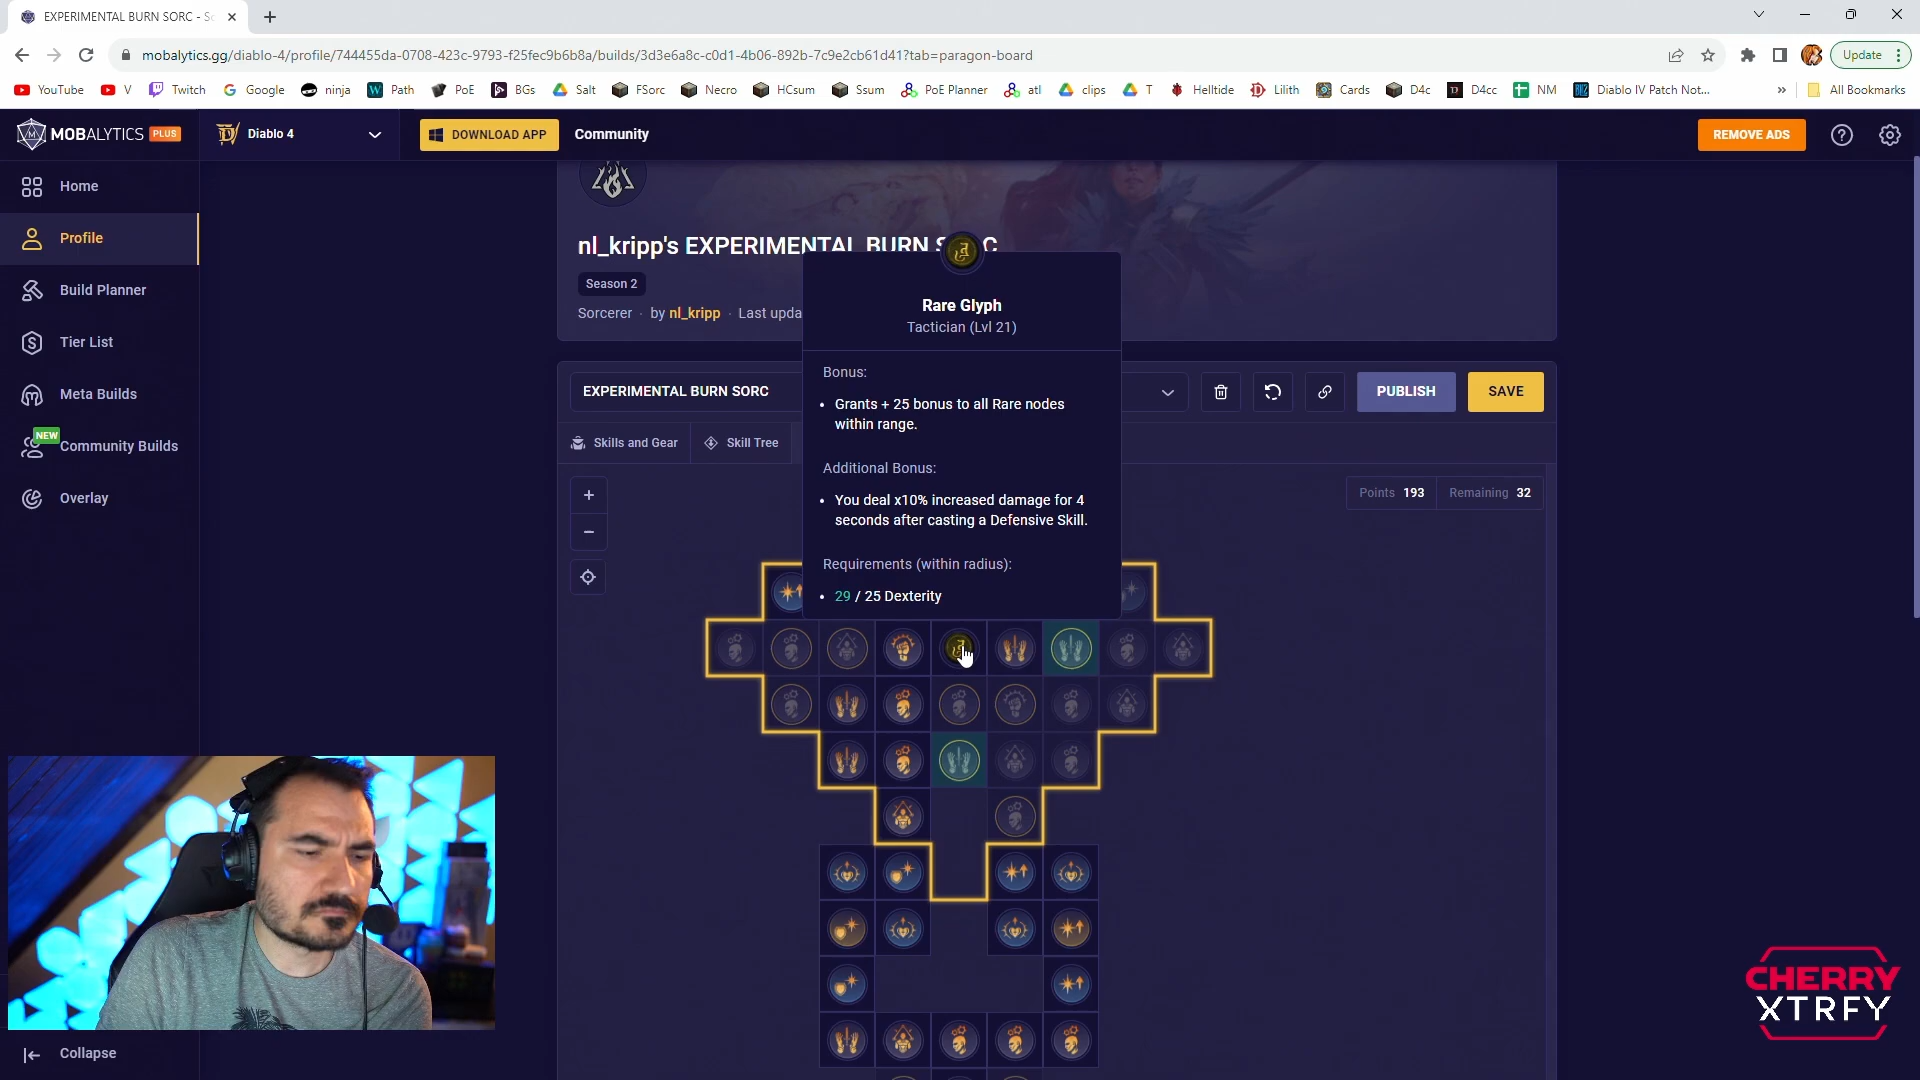 EXPERIMENTAL BURN SORC - So
mobalytics.gg/diablo-4/profile/744455da-0708-423c-9793-f25fec9b6b8a/builds/3d3e6a8c-c0d1-4b06-892b-7c9e2cb61d41?tab=paragon-board
Update
YouTube V Twitch Google ninja Path PoE BGs Salt FSorc Necro HCsum Ssum PoE Planner atl clips T Helltide Lilith Cards D4c D4cc NM Diablo IV Patch Not... » All Bookmarks
MOBALYTICS PLUS
Diablo 4
DOWNLOAD APP
Community
REMOVE ADS
Home
Profile
Build Planner
Tier List
Meta Builds
NEW
Community Builds
Overlay
Collapse
nl_kripp's EXPERIMENTAL BURN S C
Season 2
Sorcerer · by nl_kripp · Last upda
EXPERIMENTAL BURN SORC
PUBLISH
SAVE
Skills and Gear
Skill Tree
Points 193
Remaining 32
+
−
Rare Glyph
Tactician (Lvl 21)
Bonus:
• Grants + 25 bonus to all Rare nodes
within range.
Additional Bonus:
• You deal x10% increased damage for 4
seconds after casting a Defensive Skill.
Requirements (within radius):
• 29 / 25 Dexterity
CHERRY
XTRFY